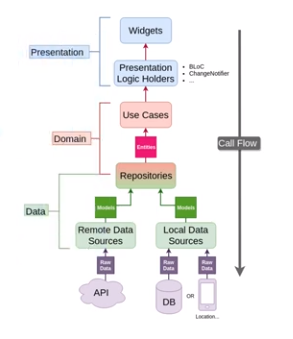 Widgets
Presentation
Presentation
Logic Holders
• BLoC
• ChangeNotifier
• ...
Use Cases
Call Flow
Domain
Entities
Repositories
Data
Models
Models
Remote Data
Sources
Local Data
Sources
Raw
Data
Raw
Data
Raw
Data
API
DB
OR
Location...